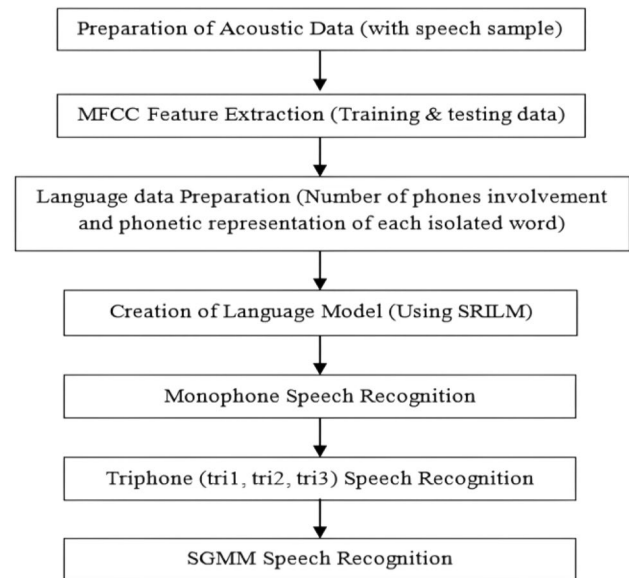 Preparation of Acoustic Data (with speech sample)
MFCC Feature Extraction (Training & testing data)
Language data Preparation (Number of phones involvement
and phonetic representation of each isolated word)
Creation of Language Model (Using SRILM)
Monophone Speech Recognition
Triphone (tri1, tri2, tri3) Speech Recognition
SGMM Speech Recognition